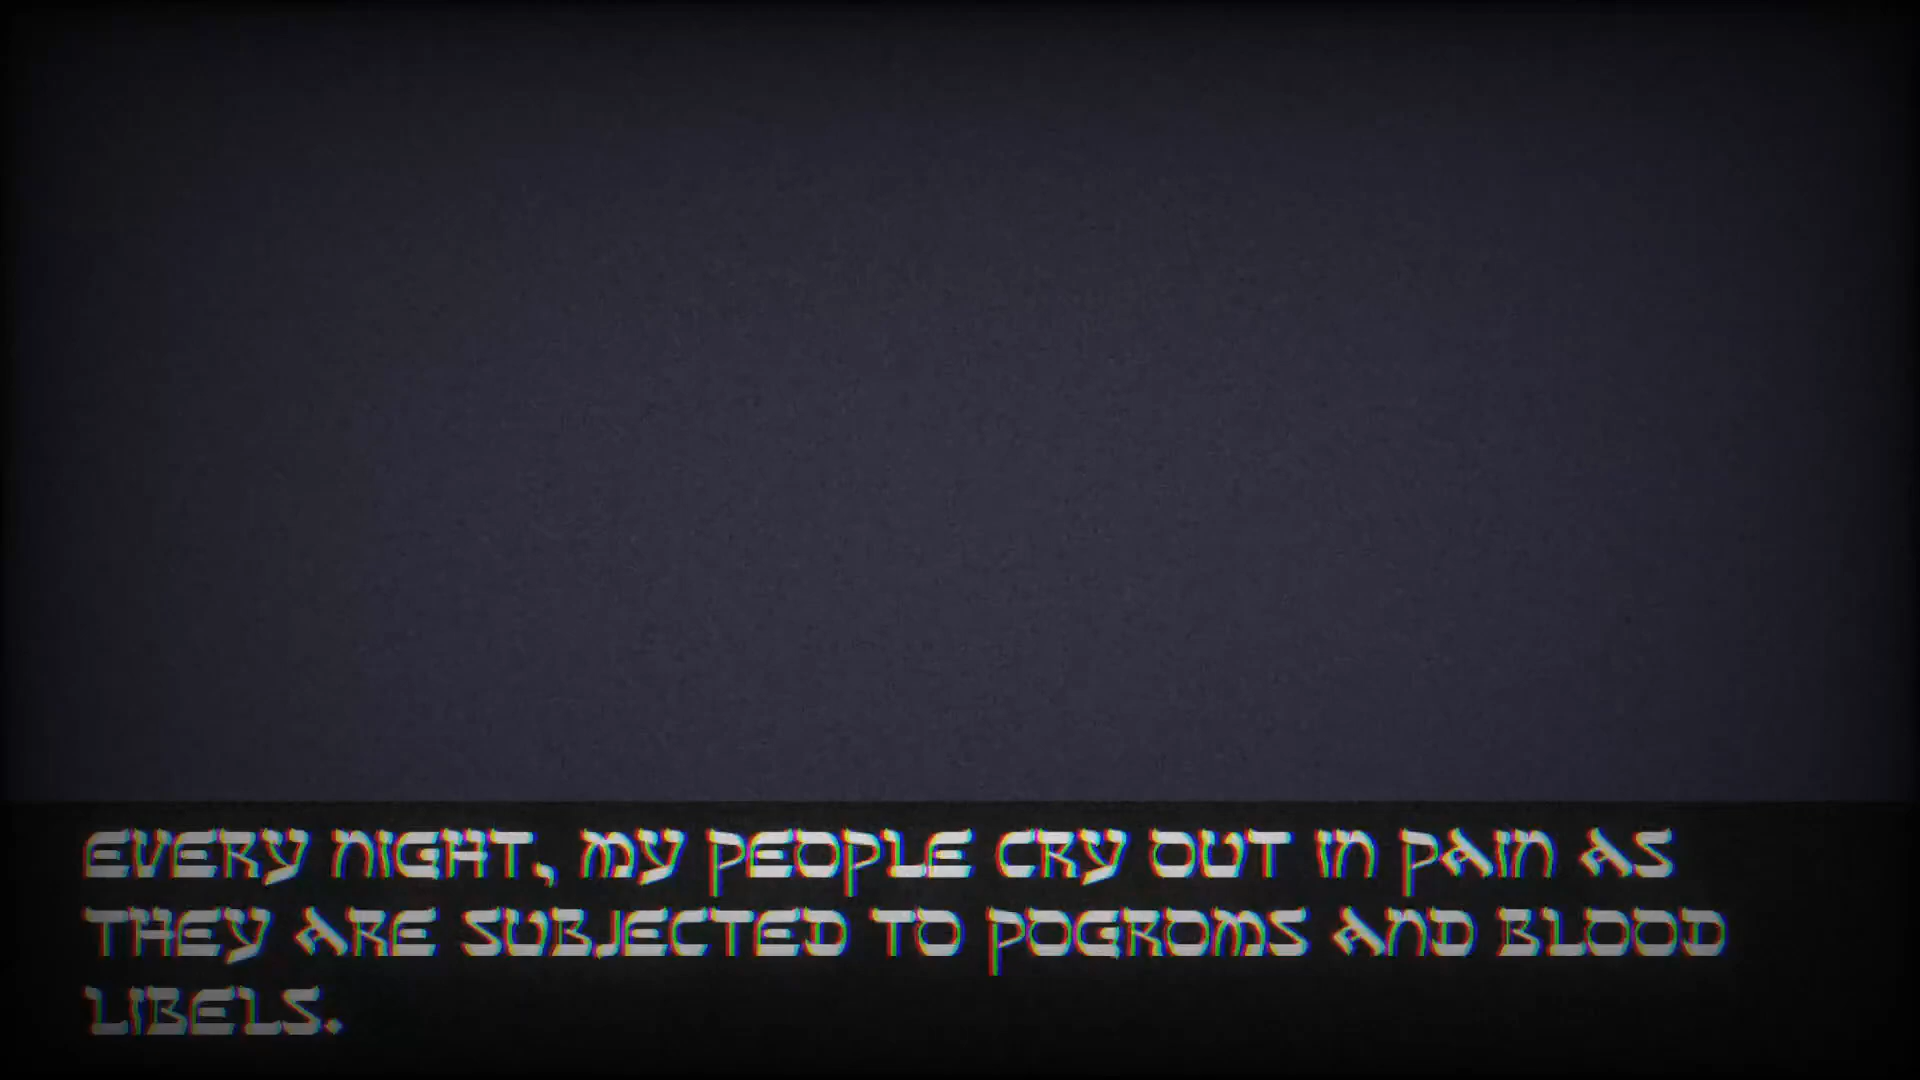 EVERY NIGHT, MY PEOPLE CRY OUT IN PAIN AS
THEY ARE SUBJECTED TO POGROMS AND BLOOD
LIBELS.